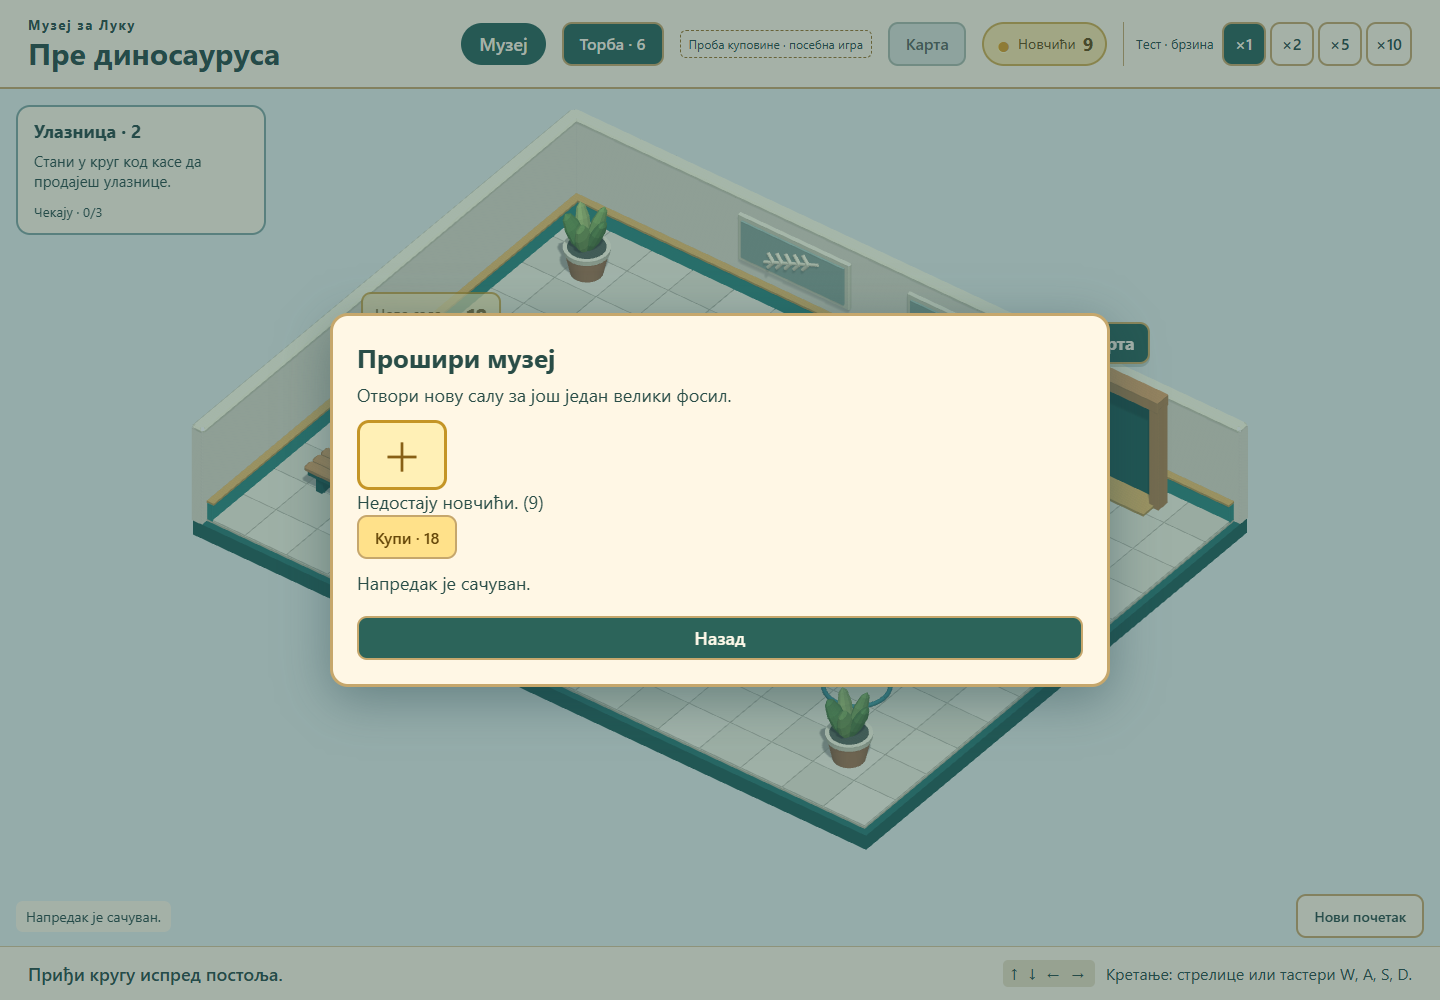 Музеј за Луку
Пре диносауруса
Музеј
Торба · 6
Проба куповине · посебна игра
Карта
Новчићи 9
Тест · брзина
×1
×2
×5
×10
Улазница · 2
Стани у круг код касе да
продајеш улазнице.
Чекају · 0/3
Прошири музеј
Отвори нову салу за још један велики фосил.
Недостају новчићи. (9)
Купи · 18
Напредак је сачуван.
Назад
Напредак је сачуван.
Нови почетак
Приђи кругу испред постоља.
↑ ↓ ← → Кретање: стрелице или тастери W, A, S, D.